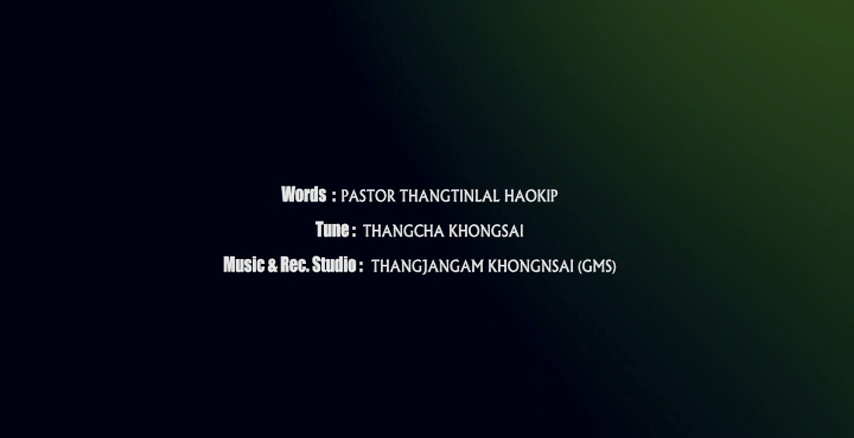 Words : PASTOR THANGTINLAL HAOKIP
Tune : THANGCHA KHONGSAI
Music & Rec. Studio : THANGJANGAM KHONGNSAI (GMS)